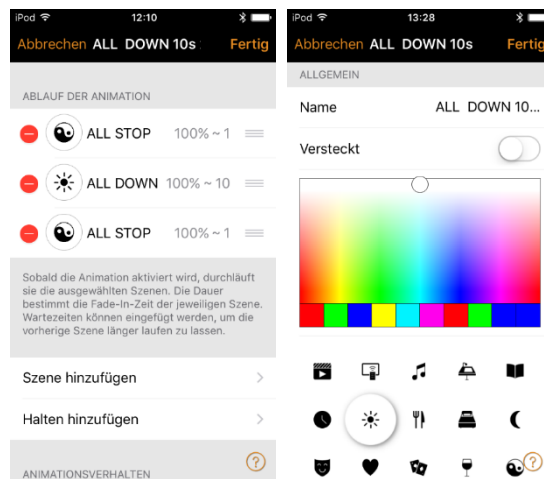 iPod 12:10
Abbrechen ALL DOWN 10s Fertig
ABLAUF DER ANIMATION
ALL STOP 100% ~ 1
ALL DOWN 100% ~ 10
ALL STOP 100% ~ 1
Sobald die Animation aktiviert wird, durchläuft
sie die ausgewählten Szenen. Die Dauer
bestimmt die Fade-In-Zeit der jeweiligen Szene.
Wartezeiten können eingefügt werden, um die
vorherige Szene länger laufen zu lassen.
Szene hinzufügen
Halten hinzufügen
?
ANIMATIONSVERHALTEN
iPod 13:28
Abbrechen ALL DOWN 10s Fertig
ALLGEMEIN
Name ALL DOWN 10...
Versteckt
?